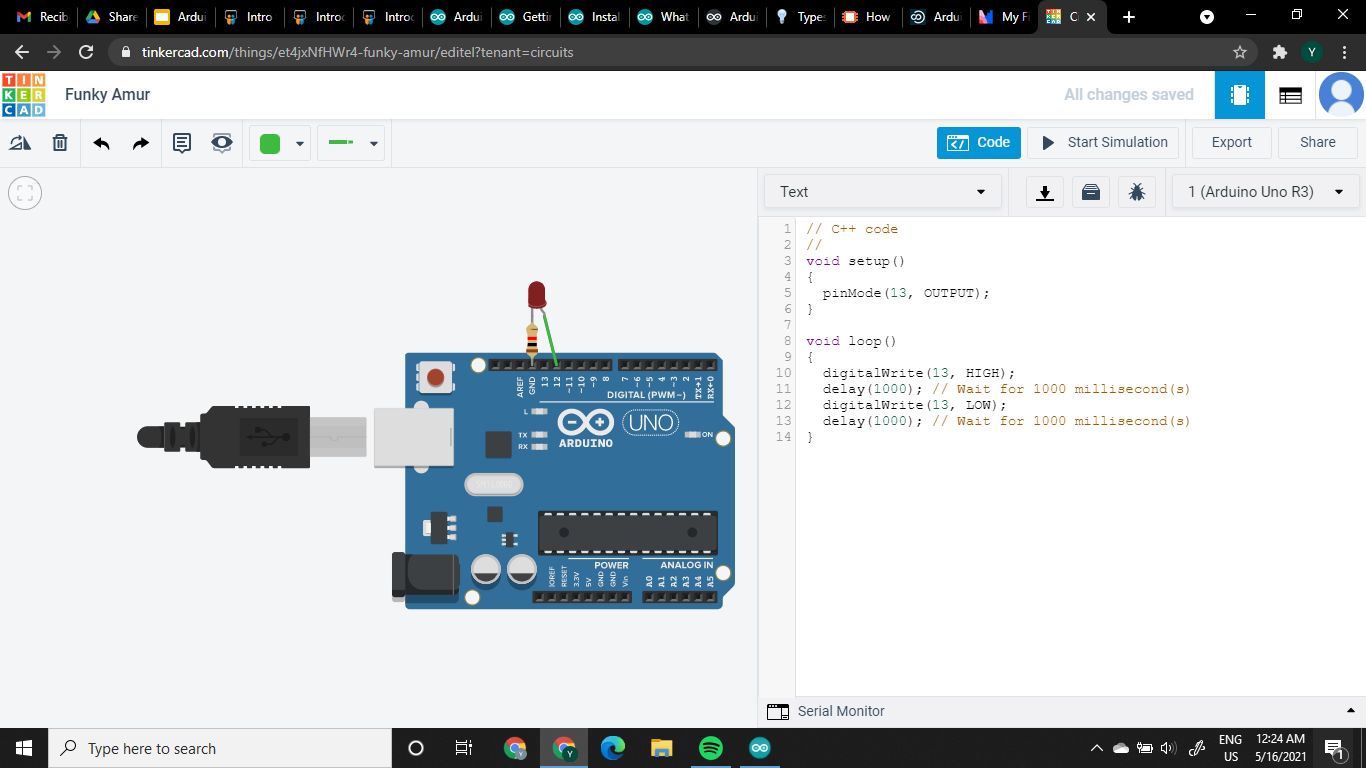 Recib
Share
Ardui
Intro
Introd
Introd
Ardui
Gettin
Instal
What
Ardui
Types
How
Ardui
My Fi
Ci
tinkercad.com/things/et4jxNfHWr4-funky-amur/editel?tenant=circuits
Y
TIN
KER
CAD
Funky Amur
All changes saved
Code
Start Simulation
Export
Share
Text
1 (Arduino Uno R3)
1 // C++ code
2 //
3 void setup()
4 {
5 pinMode(13, OUTPUT);
6 }
7
8 void loop()
9 {
10 digitalWrite(13, HIGH);
11 delay(1000); // Wait for 1000 millisecond(s)
12 digitalWrite(13, LOW);
13 delay(1000); // Wait for 1000 millisecond(s)
14 }
AREF GND 13 12 ~11 ~10 ~9 8 7 ~6 ~5 4 ~3 2 TX→1 RX←0
DIGITAL (PWM~)
L
TX
RX
ARDUINO
UNO
ON
POWER
ANALOG IN
IOREF RESET 3.3V 5V GND GND Vin A0 A1 A2 A3 A4 A5
Serial Monitor
Type here to search
ENG
US
12:24 AM
5/16/2021
1